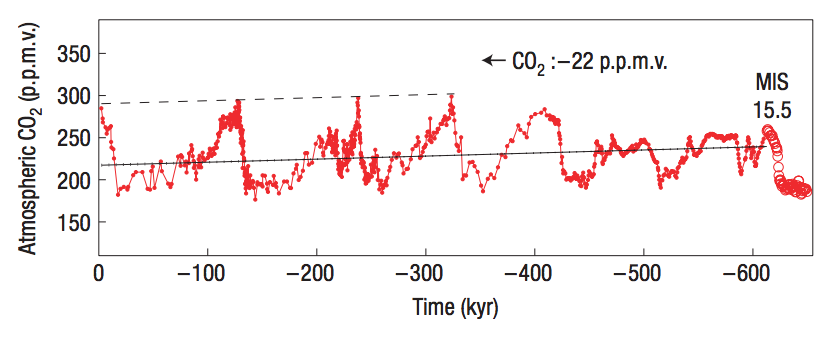 Atmospheric CO2 (p.p.m.v.)
350
300
250
200
150
← CO2 :−22 p.p.m.v.
MIS
15.5
0 −100 −200 −300 −400 −500 −600
Time (kyr)